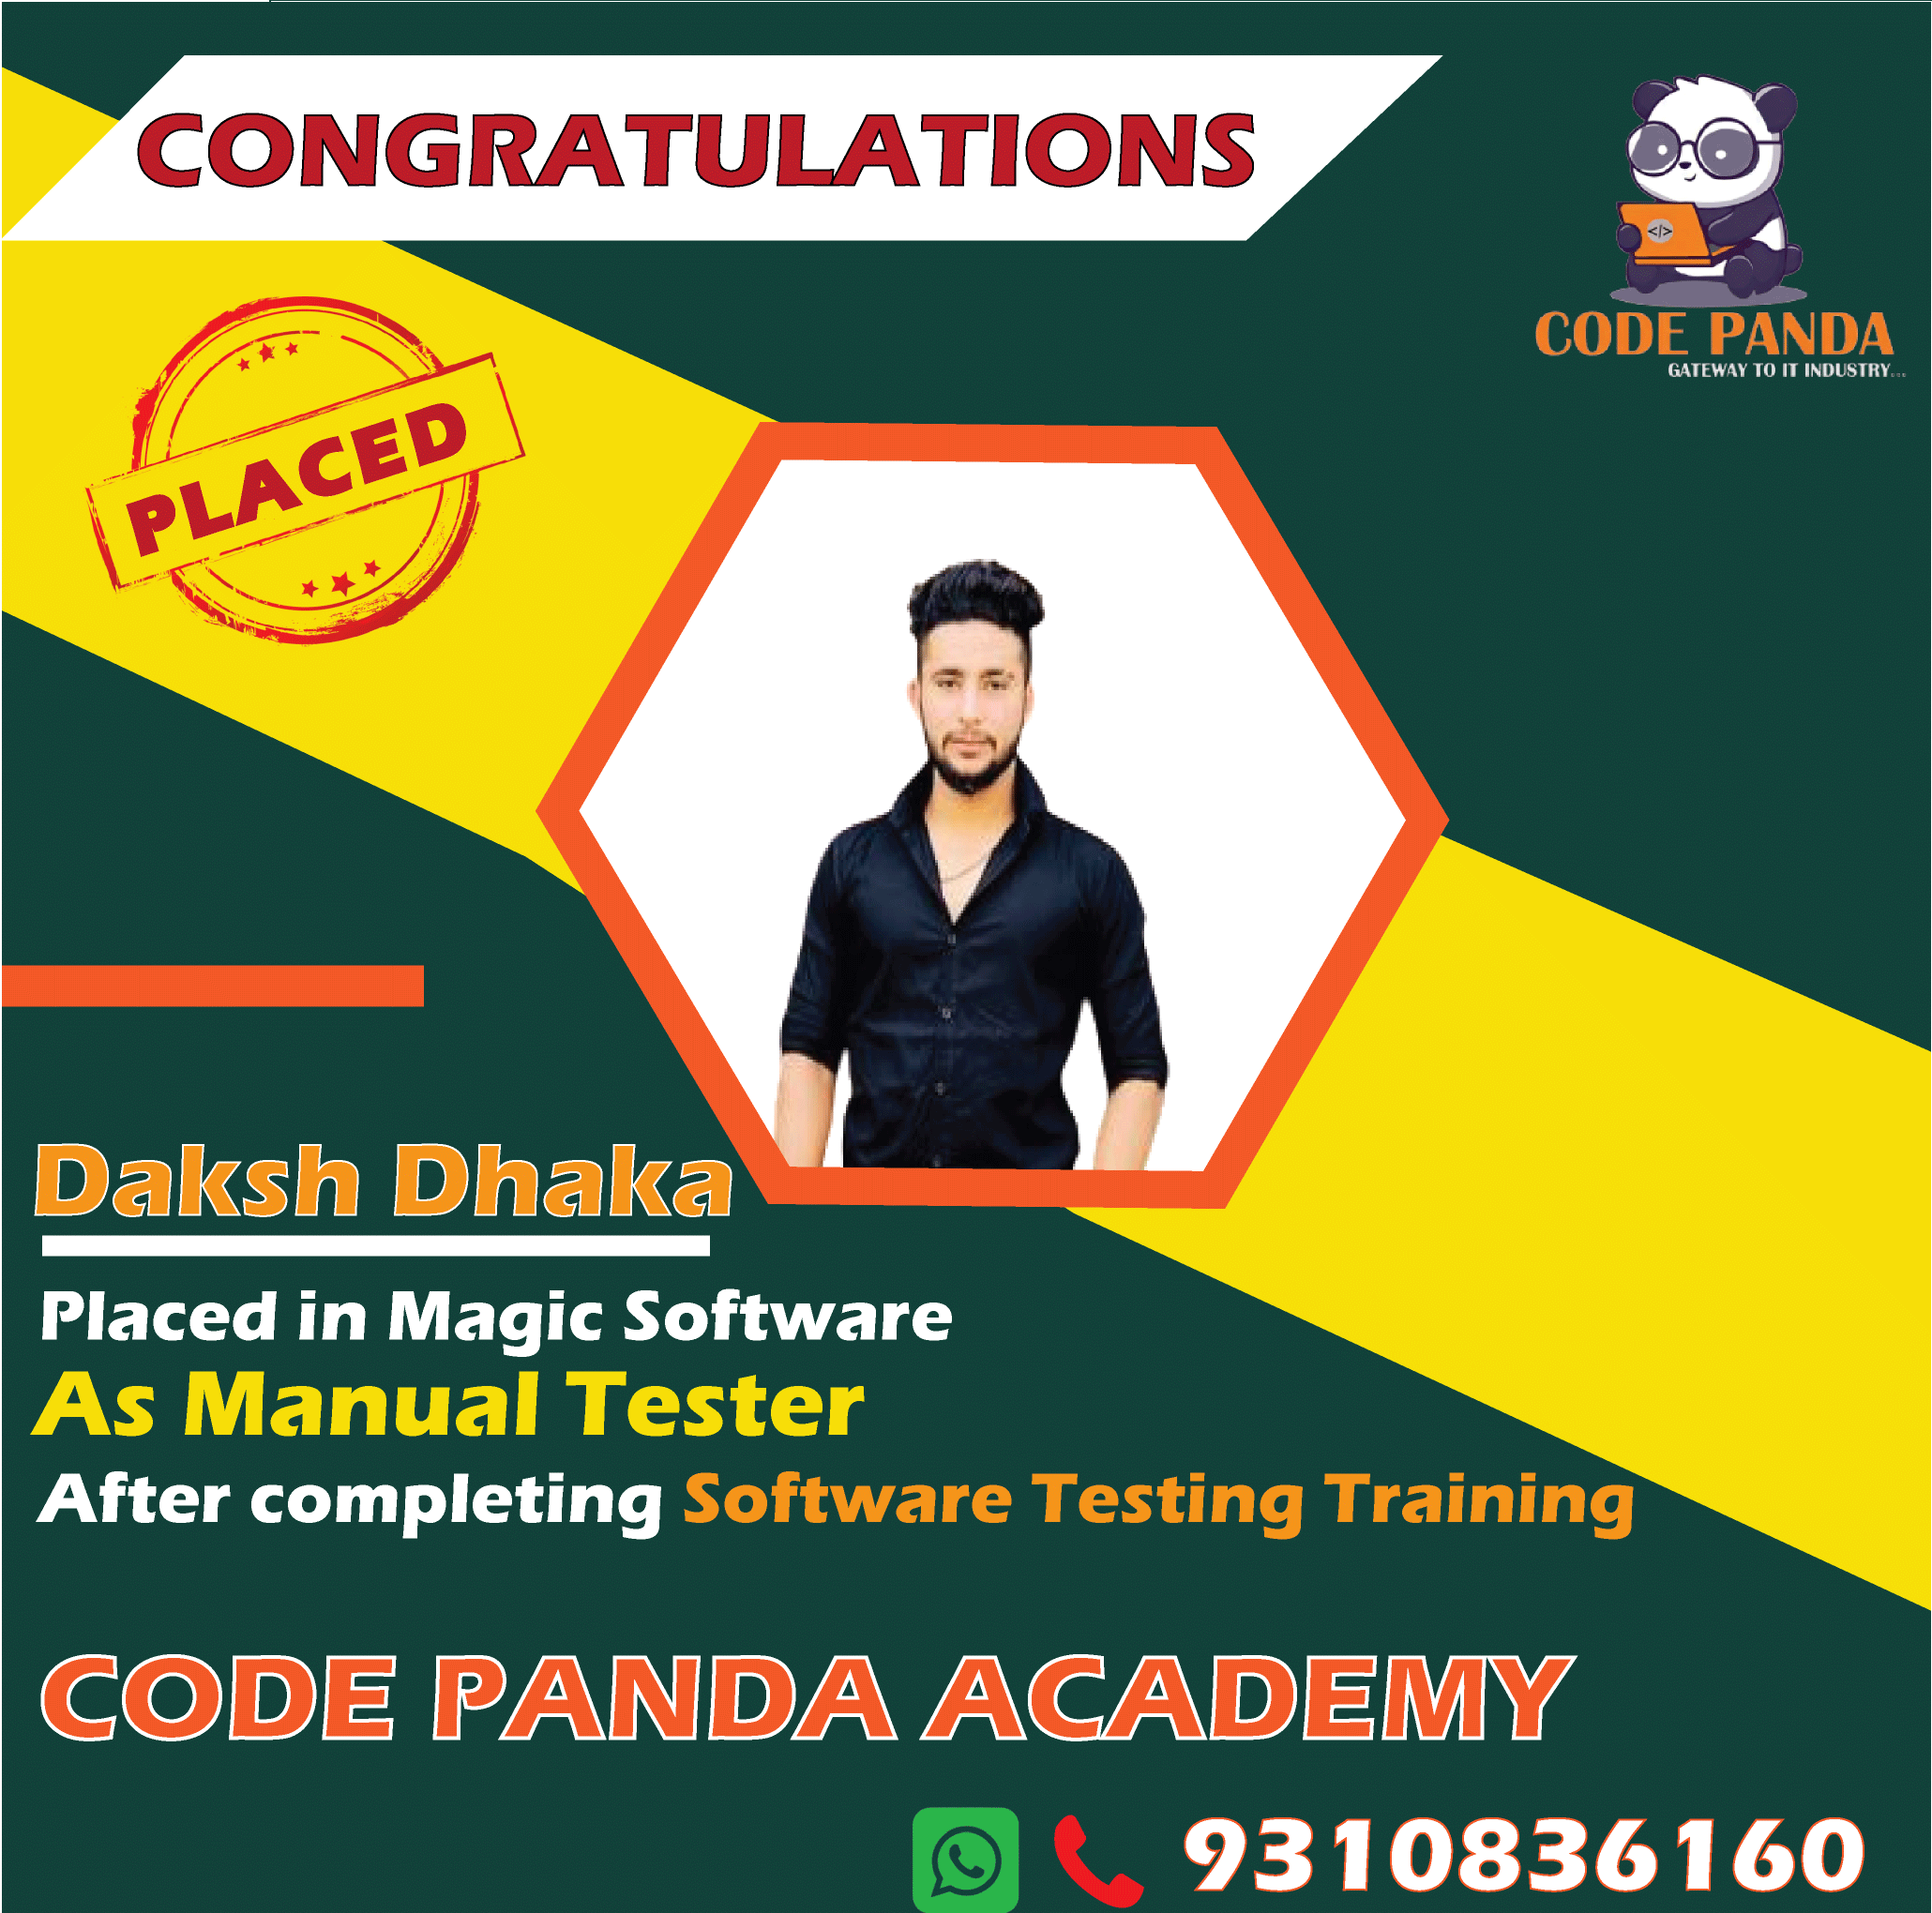 CONGRATULATIONS
</>
CODE PANDA
GATEWAY TO IT INDUSTRY...
PLACED
Daksh Dhaka
Placed in Magic Software
As Manual Tester
After completing Software Testing Training
CODE PANDA ACADEMY
9310836160